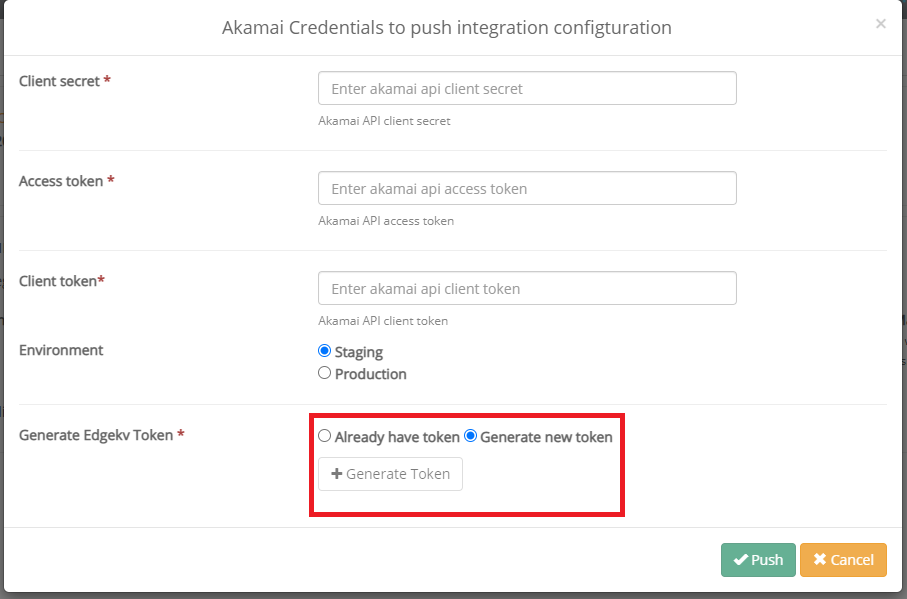 Akamai Credentials to push integration configturation
×
Client secret *
Enter akamai api client secret
Akamai API client secret
Access token *
Enter akamai api access token
Akamai API access token
Client token*
Enter akamai api client token
Akamai API client token
Environment
Staging
Production
Generate Edgekv Token *
Already have token Generate new token
Generate Token
Push Cancel